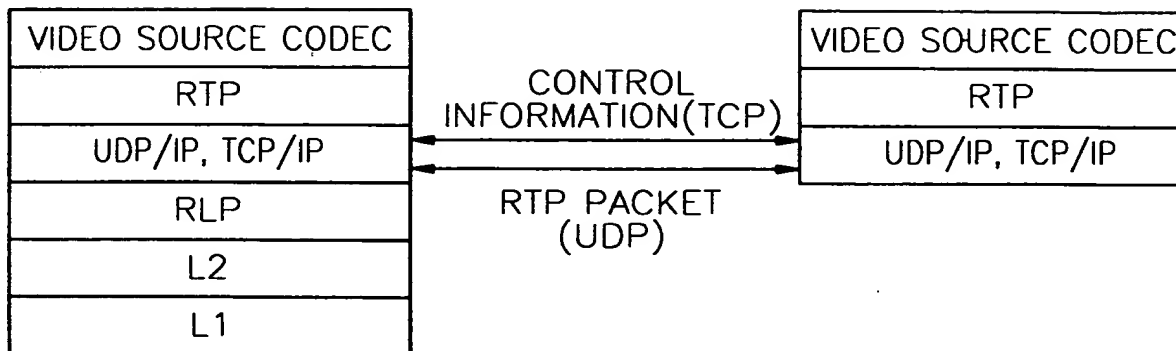 VIDEO SOURCE CODEC
RTP
UDP/IP, TCP/IP
RLP
L2
L1
CONTROL
INFORMATION(TCP)
RTP PACKET
(UDP)
VIDEO SOURCE CODEC
RTP
UDP/IP, TCP/IP